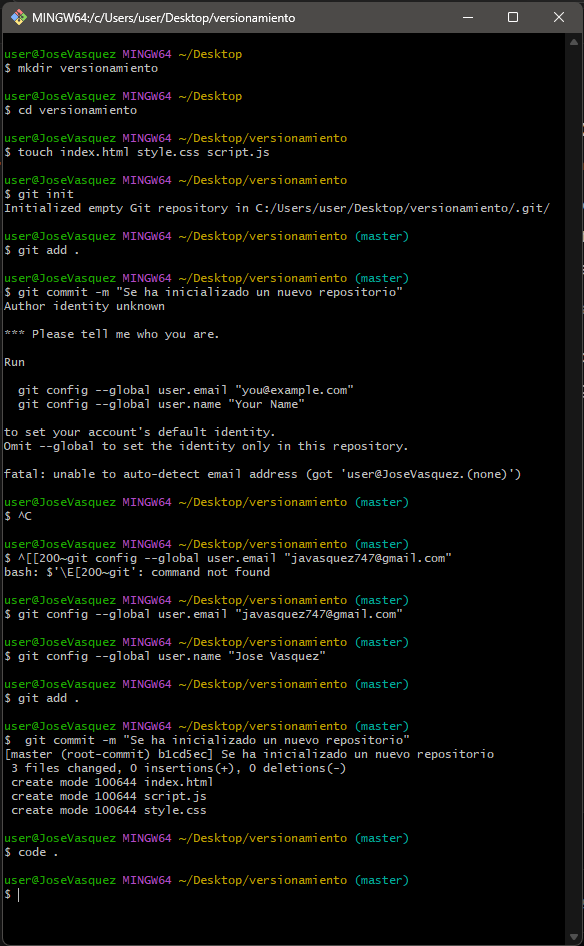 MINGW64:/c/Users/user/Desktop/versionamiento
user@JoseVasquez MINGW64 ~/Desktop
$ mkdir versionamiento
user@JoseVasquez MINGW64 ~/Desktop
$ cd versionamiento
user@JoseVasquez MINGW64 ~/Desktop/versionamiento
$ touch index.html style.css script.js
user@JoseVasquez MINGW64 ~/Desktop/versionamiento
$ git init
Initialized empty Git repository in C:/Users/user/Desktop/versionamiento/.git/
user@JoseVasquez MINGW64 ~/Desktop/versionamiento (master)
$ git add .
user@JoseVasquez MINGW64 ~/Desktop/versionamiento (master)
$ git commit -m "Se ha inicializado un nuevo repositorio"
Author identity unknown
*** Please tell me who you are.
Run
  git config --global user.email "you@example.com"
  git config --global user.name "Your Name"
to set your account's default identity.
Omit --global to set the identity only in this repository.
fatal: unable to auto-detect email address (got 'user@JoseVasquez.(none)')
user@JoseVasquez MINGW64 ~/Desktop/versionamiento (master)
$ ^C
user@JoseVasquez MINGW64 ~/Desktop/versionamiento (master)
$ ^[[200~git config --global user.email "javasquez747@gmail.com"
bash: $'\E[200~git': command not found
user@JoseVasquez MINGW64 ~/Desktop/versionamiento (master)
$ git config --global user.email "javasquez747@gmail.com"
user@JoseVasquez MINGW64 ~/Desktop/versionamiento (master)
$ git config --global user.name "Jose Vasquez"
user@JoseVasquez MINGW64 ~/Desktop/versionamiento (master)
$ git add .
user@JoseVasquez MINGW64 ~/Desktop/versionamiento (master)
$  git commit -m "Se ha inicializado un nuevo repositorio"
[master (root-commit) b1cd5ec] Se ha inicializado un nuevo repositorio
 3 files changed, 0 insertions(+), 0 deletions(-)
 create mode 100644 index.html
 create mode 100644 script.js
 create mode 100644 style.css
user@JoseVasquez MINGW64 ~/Desktop/versionamiento (master)
$ code .
user@JoseVasquez MINGW64 ~/Desktop/versionamiento (master)
$